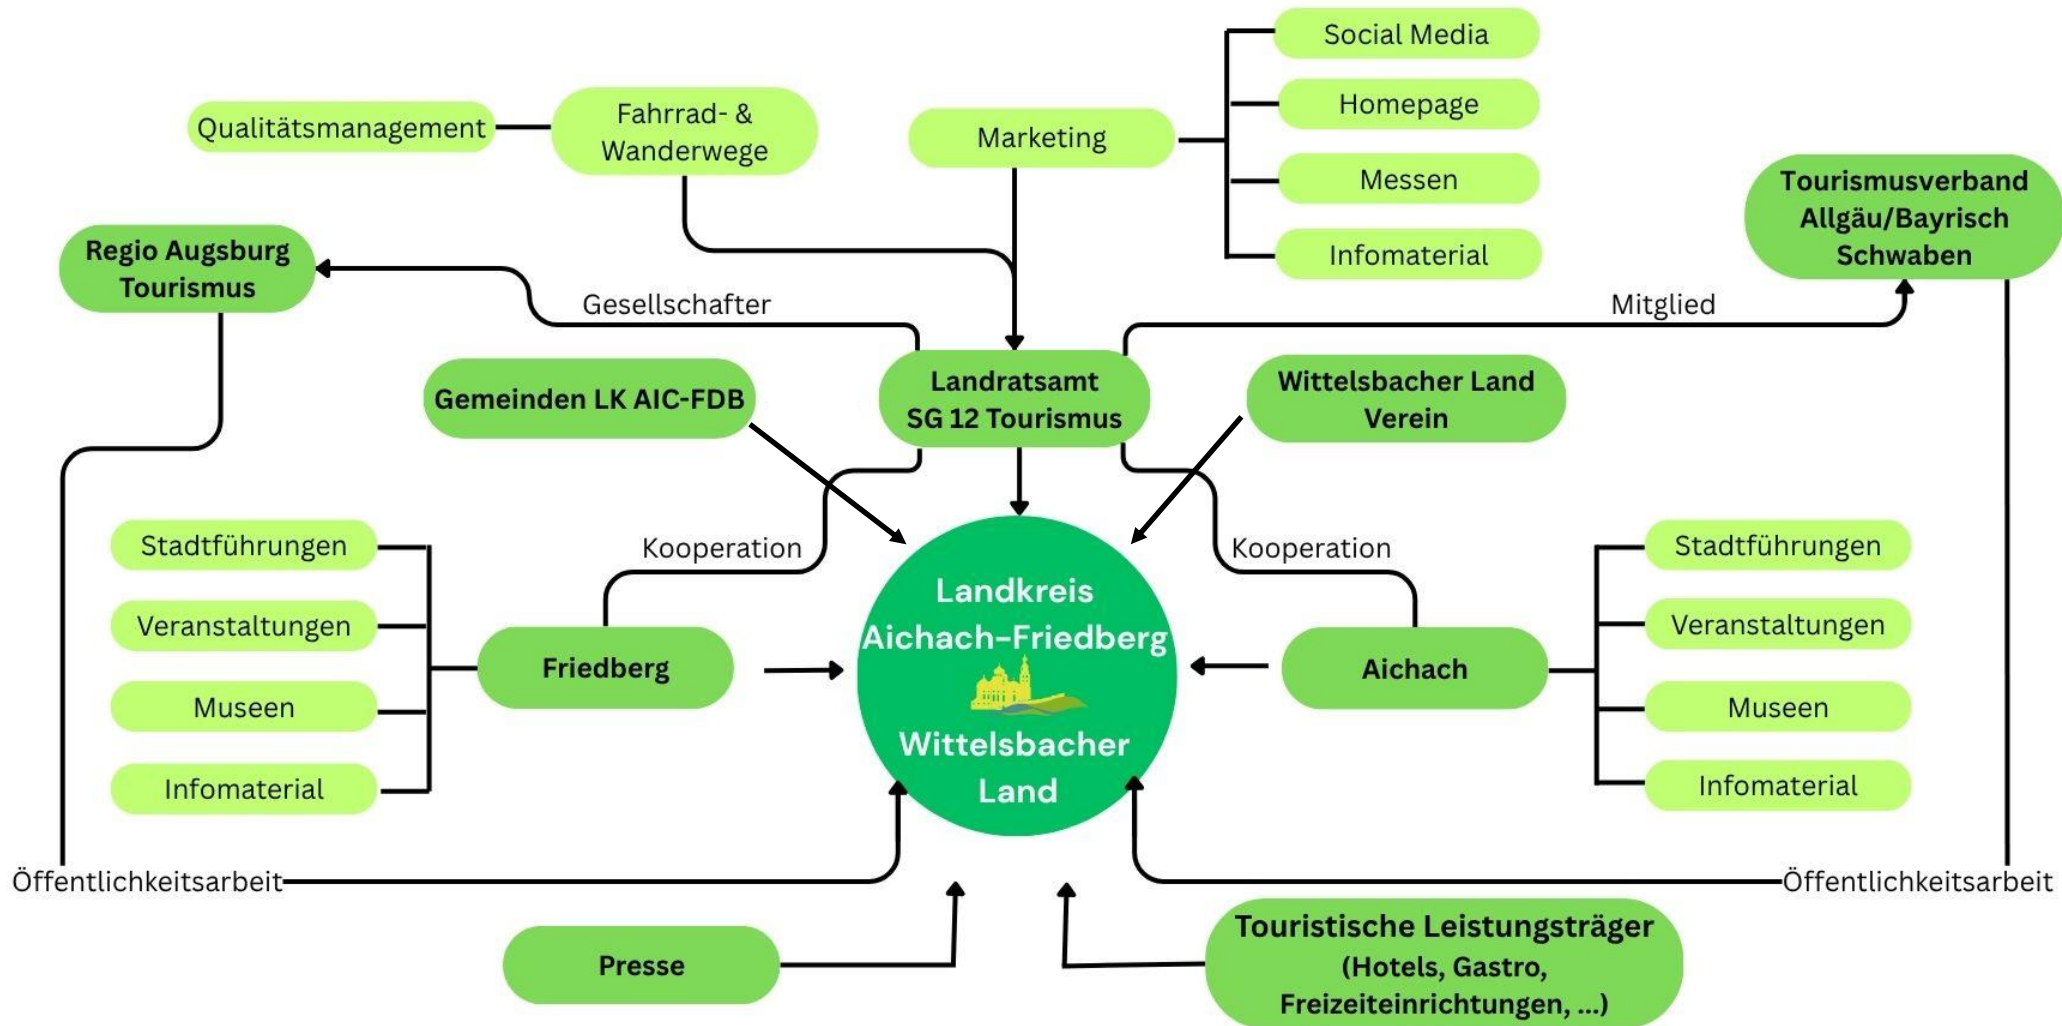 Social Media
Qualitätsmanagement
Fahrrad- &
Wanderwege
Marketing
Homepage
Messen
Infomaterial
Regio Augsburg
Tourismus
Tourismusverband
Allgäu/Bayrisch
Schwaben
Gesellschafter
Mitglied
Gemeinden LK AIC-FDB
Landratsamt
SG 12 Tourismus
Wittelsbacher Land
Verein
Kooperation
Kooperation
Stadtführungen
Veranstaltungen
Museen
Infomaterial
Friedberg
Landkreis
Aichach-Friedberg
Wittelsbacher
Land
Aichach
Stadtführungen
Veranstaltungen
Museen
Infomaterial
Öffentlichkeitsarbeit
Öffentlichkeitsarbeit
Presse
Touristische Leistungsträger
(Hotels, Gastro,
Freizeiteinrichtungen, ...)